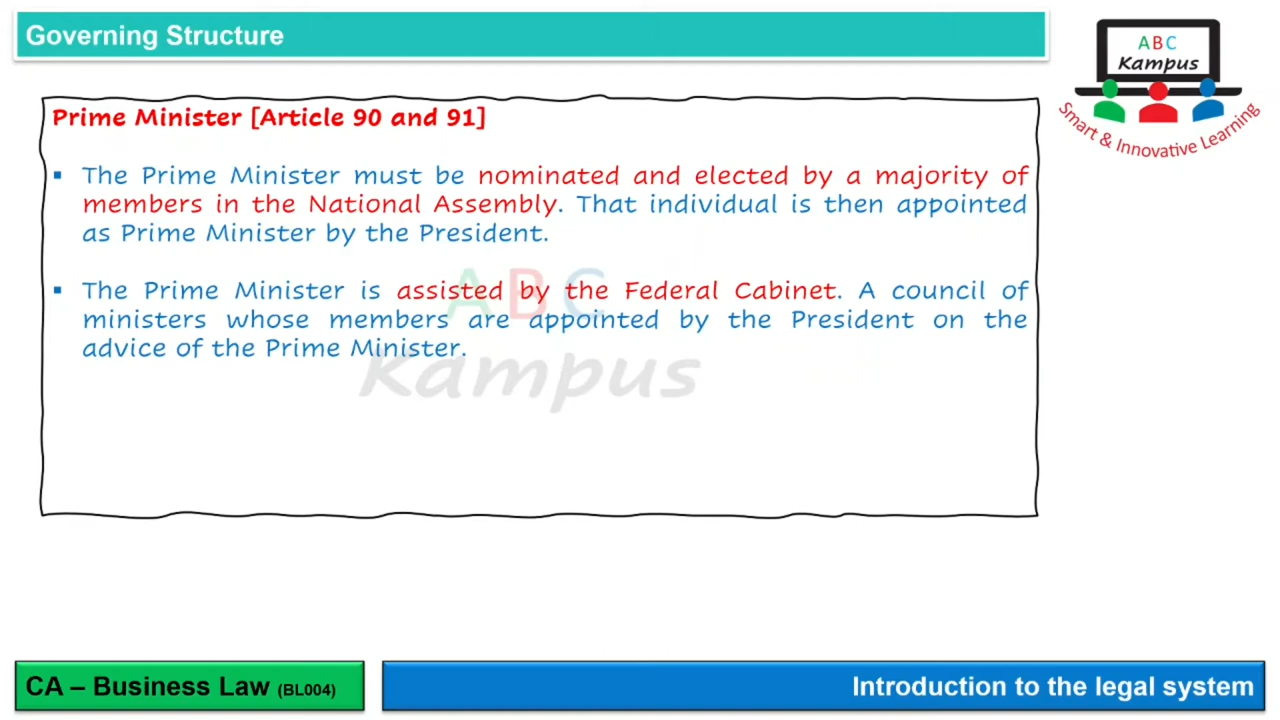 Governing Structure
ABC
Kampus
Smart & Innovative Learning
Prime Minister [Article 90 and 91]
▪ The Prime Minister must be nominated and elected by a majority of
members in the National Assembly. That individual is then appointed
as Prime Minister by the President.
▪ The Prime Minister is assisted by the Federal Cabinet. A council of
ministers whose members are appointed by the President on the
advice of the Prime Minister.
ABC
Kampus
CA – Business Law (BL004)
Introduction to the legal system